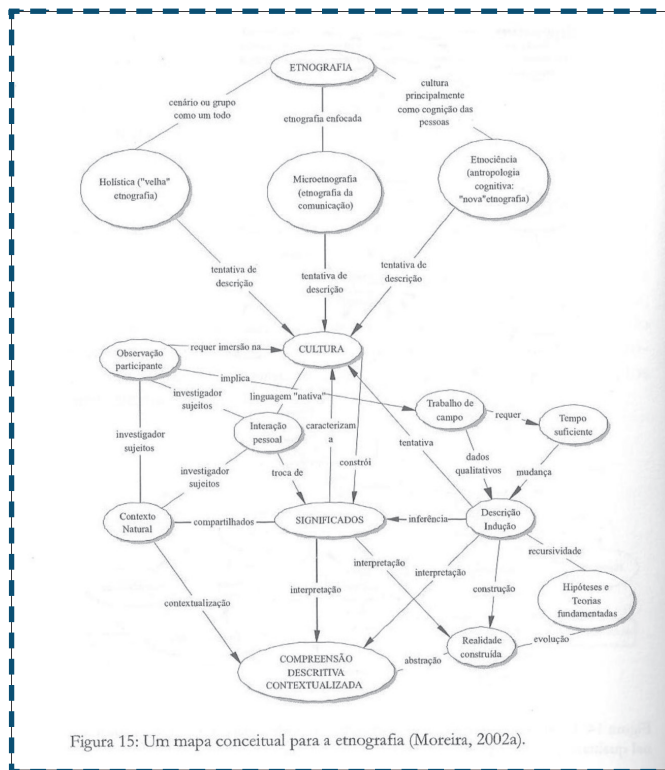 ETNOGRAFIA
cenário ou grupo
como um todo
etnografia enfocada
cultura
principalmente
como cognição das
pessoas
Holística ("velha"
etnografia)
Microetnografia
(etnografia da
comunicação)
Etnociência
(antropologia
cognitiva:
"nova"etnografia)
tentativa de
descrição
tentativa de
descrição
tentativa de
descrição
Observação
participante
requer imersão na
CULTURA
implica
linguagem "nativa"
investigador
sujeitos
Interação
pessoal
caracterizam
a
Trabalho de
campo
requer
Tempo
suficiente
investigador
sujeitos
tentativa
dados
qualitativos
mudança
investigador
sujeitos
troca de
constrói
Contexto
Natural
compartilhados
SIGNIFICADOS
inferência
Descrição
Indução
recursividade
interpretação
interpretação
contextualização
interpretação
construção
Hipóteses e
Teorias
fundamentadas
COMPREENSÃO
DESCRITIVA
CONTEXTUALIZADA
abstração
Realidade
construída
evolução
Figura 15: Um mapa conceitual para a etnografia (Moreira, 2002a).